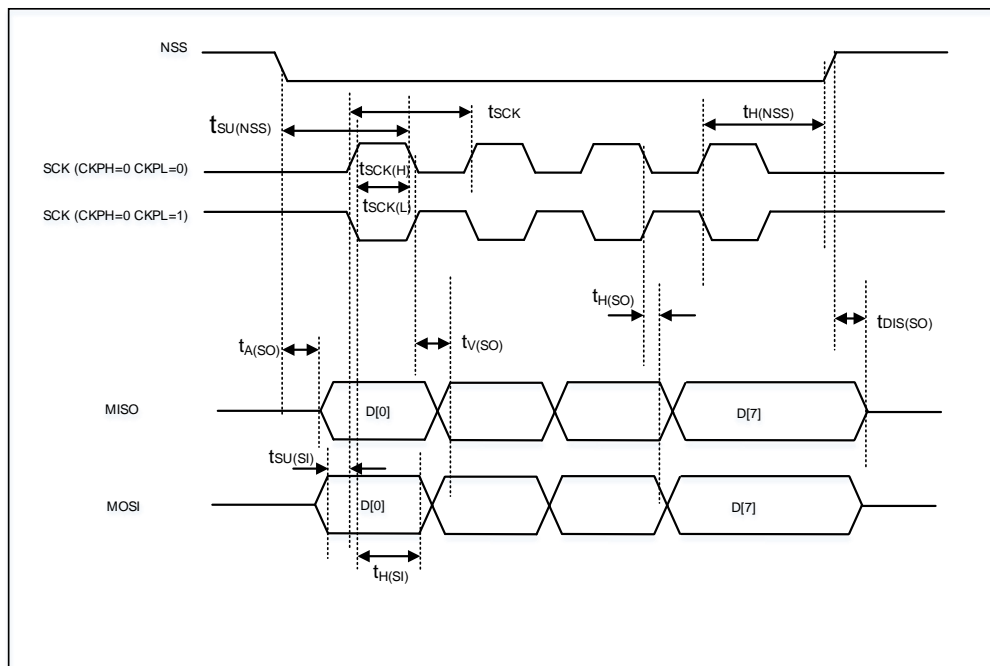 NSS
tSCK
tSU(NSS)
tH(NSS)
SCK (CKPH=0 CKPL=0)
tSCK(H)
tSCK(L)
SCK (CKPH=0 CKPL=1)
tH(SO)
tDIS(SO)
tA(SO)
tV(SO)
MISO
D[0]
D[7]
tSU(SI)
MOSI
D[0]
D[7]
tH(SI)